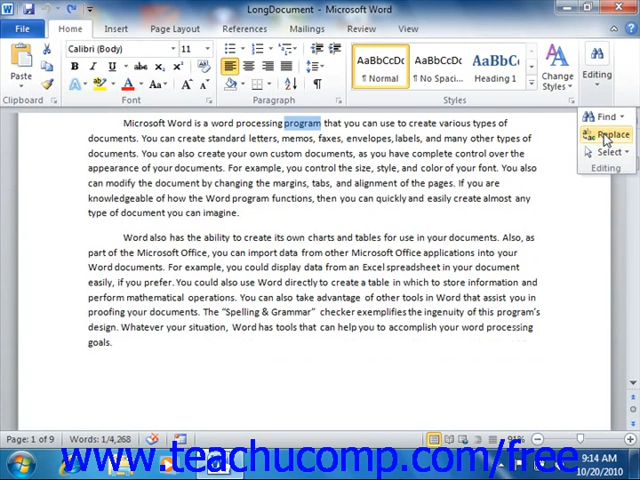 LongDocument - Microsoft Word
File Home Insert Page Layout References Mailings Review View
Calibri (Body) 11
AaBbCcDc AaBbCcDc AaBbC
Paste
B I U abc
¶ Normal ¶ No Spaci... Heading 1
Change Styles
Editing
Clipboard Font Paragraph Styles
Find
Replace
Select
Editing
Microsoft Word is a word processing program that you can use to create various types of
documents. You can create standard letters, memos, faxes, envelopes, labels, and many other types of
documents. You can also create your own custom documents, as you have complete control over the
appearance of your documents. For example, you control the size, style, and color of your font. You also
can modify the document by changing the margins, tabs, and alignment of the pages. If you are
knowledgeable of how the Word program functions, then you can quickly and easily create almost any
type of document you can imagine.
Word also has the ability to create its own charts and tables for use in your documents. Also, as
part of the Microsoft Office, you can import data from other Microsoft Office applications into your
Word documents. For example, you could display data from an Excel spreadsheet in your document
easily, if you prefer. You could also use Word directly to create a table in which to store information and
perform mathematical operations. You can also take advantage of other tools in Word that assist you in
proofing your documents. The “Spelling & Grammar” checker exemplifies the ingenuity of this program’s
design. Whatever your situation, Word has tools that can help you to accomplish your word processing
goals.
Page: 1 of 9 Words: 1/4,268 91%
www.teachucomp.com/free
9:14 AM
10/20/2010